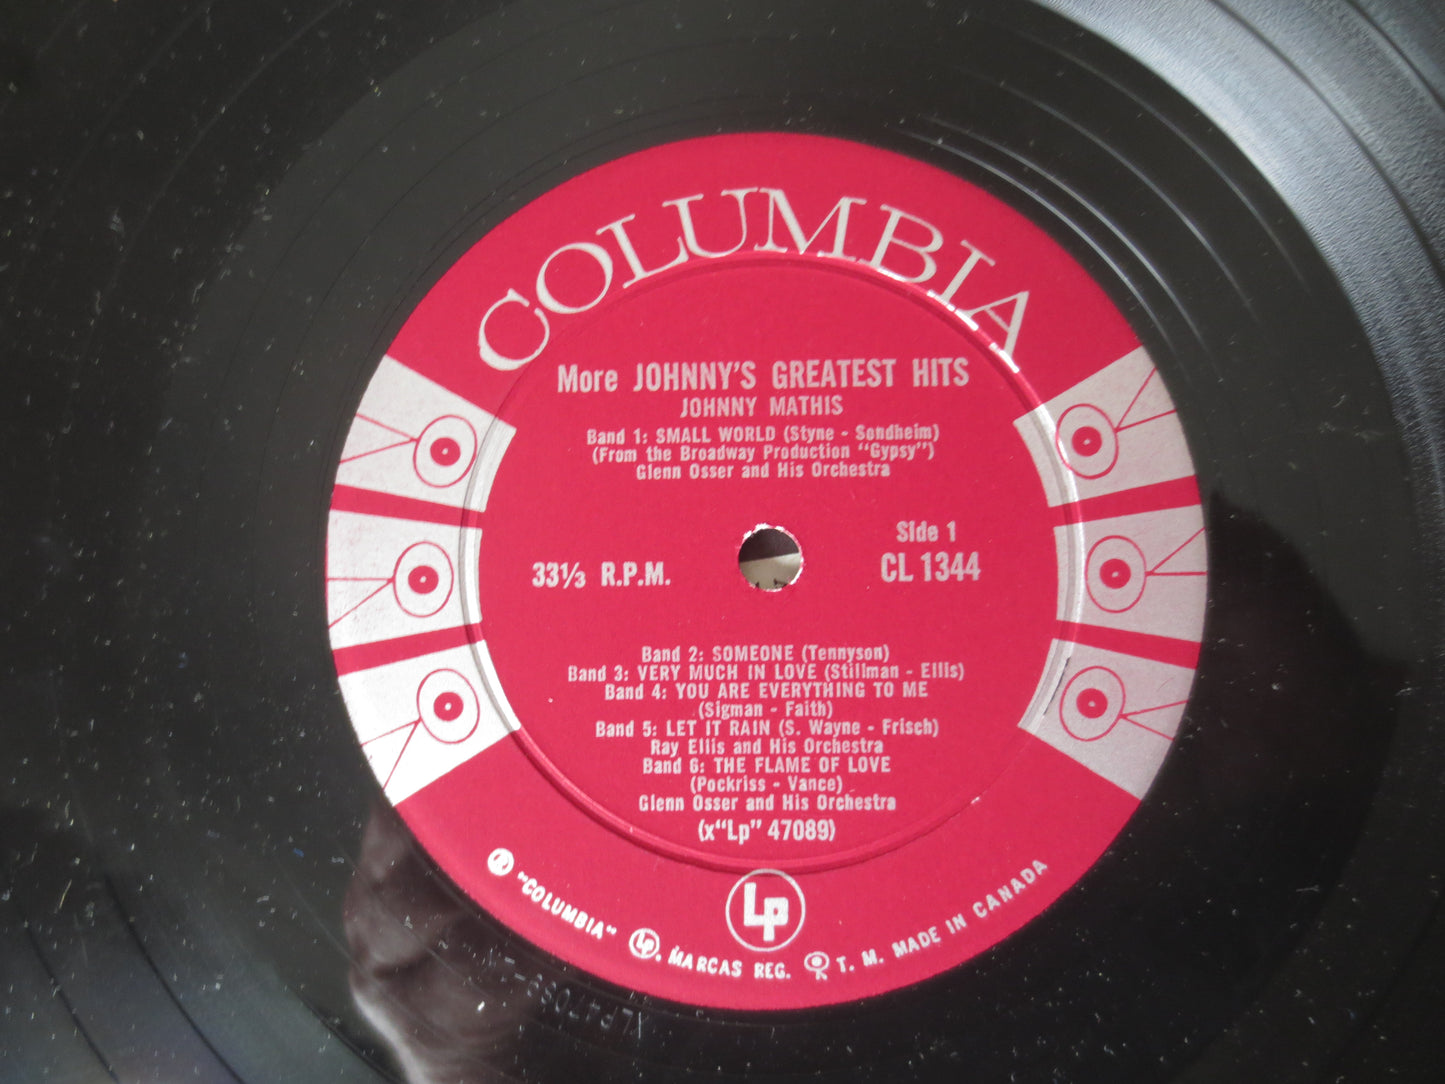 COLUMBIA
More JOHNNY'S GREATEST HITS
JOHNNY MATHIS
Band 1: SMALL WORLD (Styne - Sondheim)
(From the Broadway Production "Gypsy")
Glenn Osser and His Orchestra
Side 1
33⅓ R.P.M.
CL 1344
Band 2: SOMEONE (Tennyson)
Band 3: VERY MUCH IN LOVE (Stillman - Ellis)
Band 4: YOU ARE EVERYTHING TO ME
(Sigman - Faith)
Band 5: LET IT RAIN (S. Wayne - Frisch)
Ray Ellis and His Orchestra
Band 6: THE FLAME OF LOVE
(Pockriss - Vance)
Glenn Osser and His Orchestra
(x"Lp" 47089)
Lp
"COLUMBIA" Lp. MARCAS REG. T. M. MADE IN CANADA